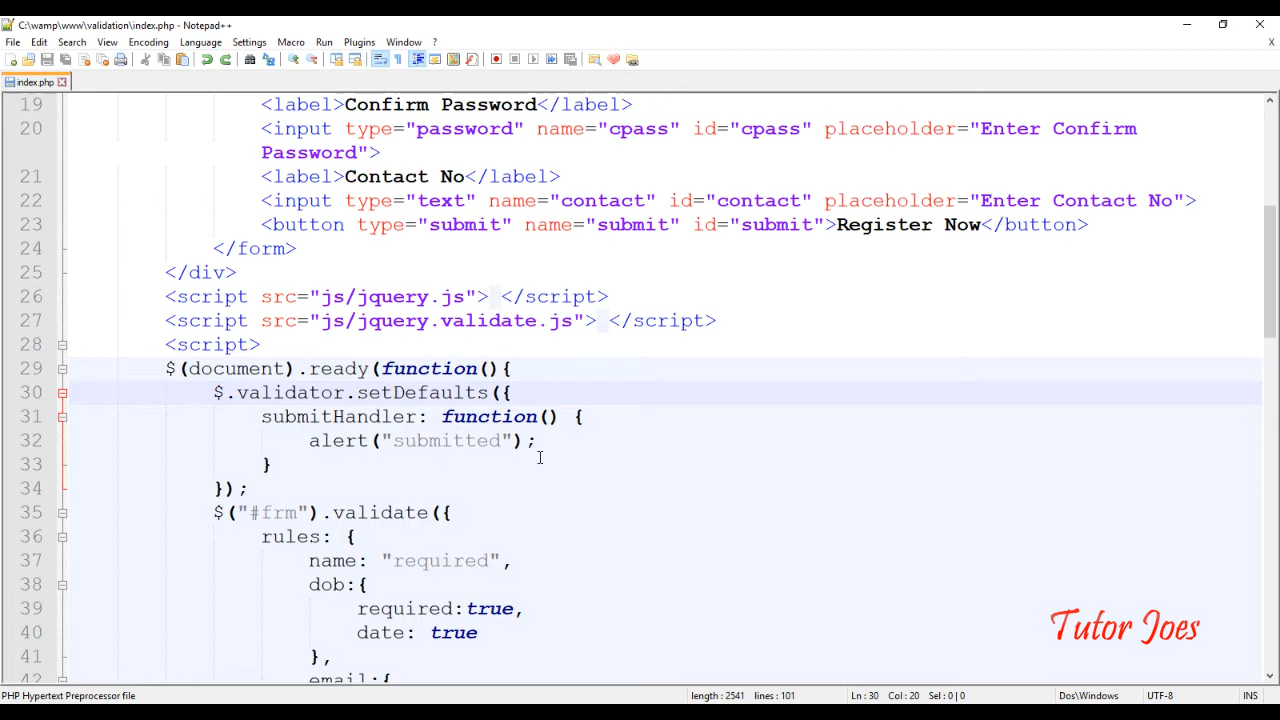 C:\wamp\www\validation\index.php - Notepad++
File Edit Search View Encoding Language Settings Macro Run Plugins Window ? X
index.php
19 <label>Confirm Password</label>
20 <input type="password" name="cpass" id="cpass" placeholder="Enter Confirm
Password">
21 <label>Contact No</label>
22 <input type="text" name="contact" id="contact" placeholder="Enter Contact No">
23 <button type="submit" name="submit" id="submit">Register Now</button>
24 </form>
25 </div>
26 <script src="js/jquery.js"> </script>
27 <script src="js/jquery.validate.js"> </script>
28 <script>
29 $(document).ready(function(){
30 $.validator.setDefaults({
31 submitHandler: function() {
32 alert("submitted");
33 }
34 });
35 $("#frm").validate({
36 rules: {
37 name: "required",
38 dob:{
39 required:true,
40 date: true
41 },
42 email:{
Tutor Joes
PHP Hypertext Preprocessor file length : 2541 lines : 101 Ln : 30 Col : 20 Sel : 0 | 0 Dos\Windows UTF-8 INS